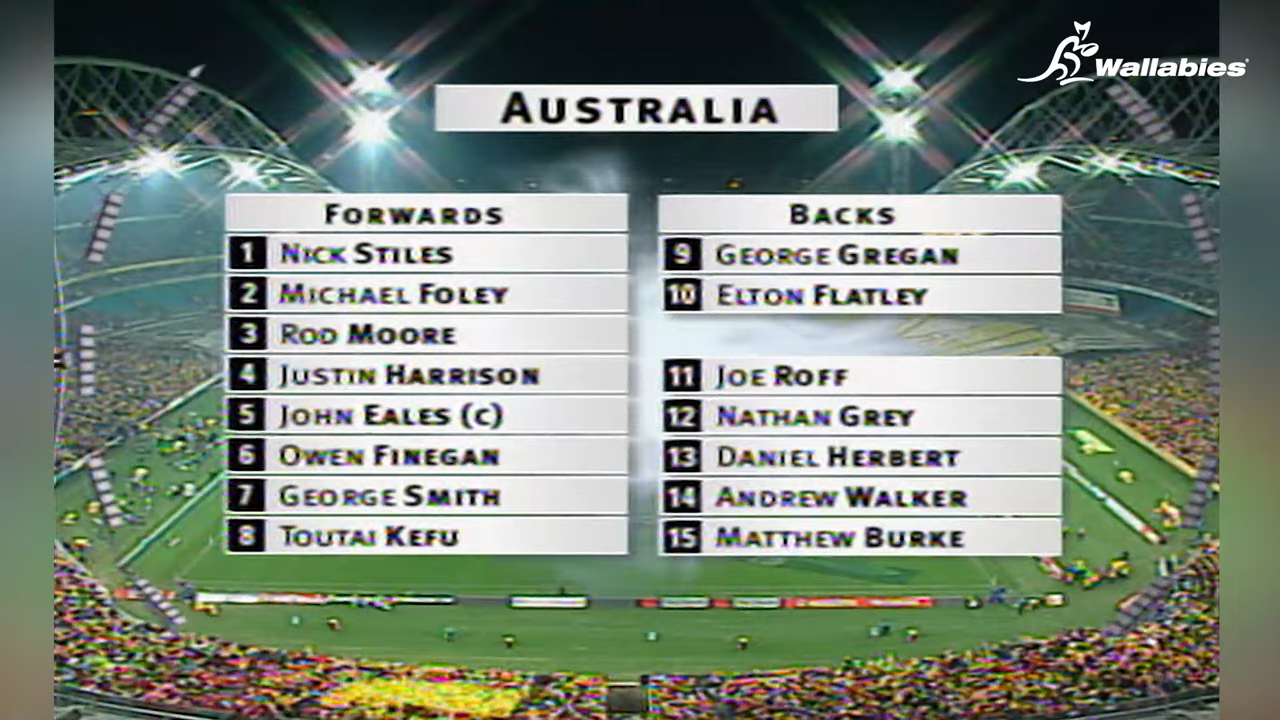 Wallabies
AUSTRALIA
FORWARDS
1 NICK STILES
2 MICHAEL FOLEY
3 ROD MOORE
4 JUSTIN HARRISON
5 JOHN EALES (C)
6 OWEN FINEGAN
7 GEORGE SMITH
8 TOUTAI KEFU
BACKS
9 GEORGE GREGAN
10 ELTON FLATLEY
11 JOE ROFF
12 NATHAN GREY
13 DANIEL HERBERT
14 ANDREW WALKER
15 MATTHEW BURKE